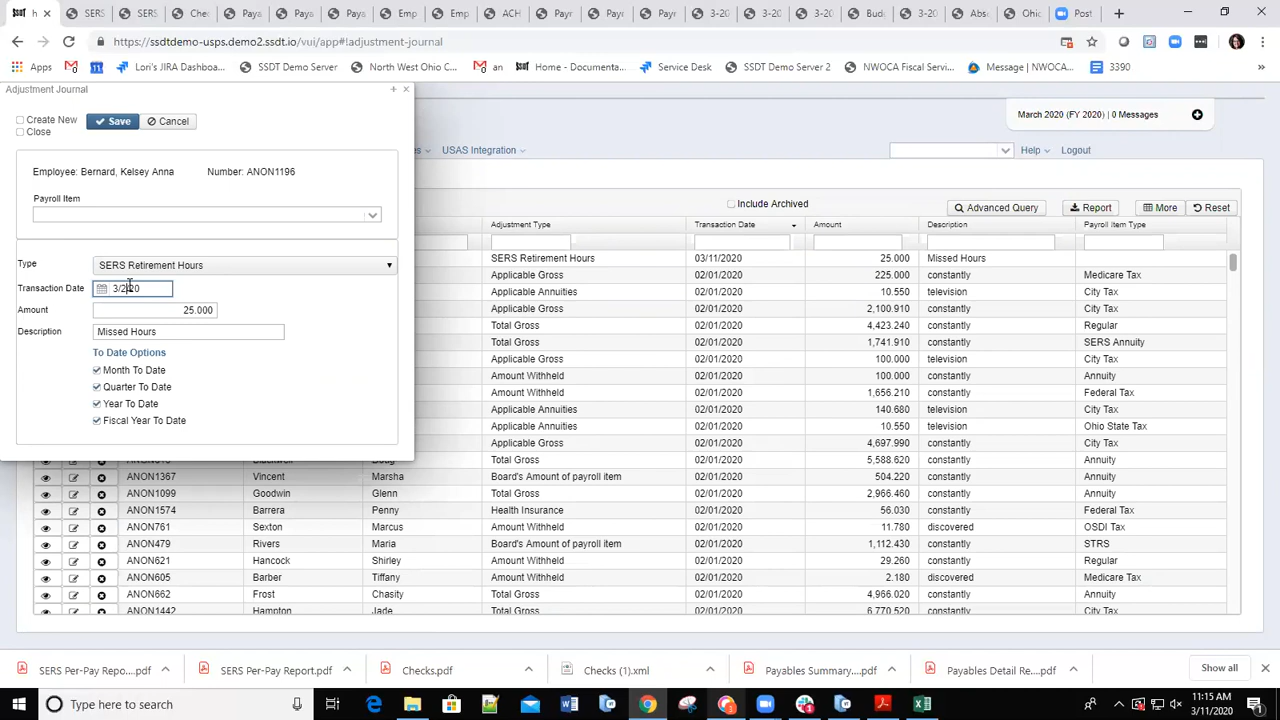 h
SERS
SERS
Che
Paya
Paya
Paya
Emp
Emp
ACH
Payr
Payr
3-20
3-20
3-20
Bud
3-20
Abs
Ohio
Post
https://ssdtdemo-usps.demo2.ssdt.io/vui/app#!adjustment-journal
Apps
Lori's JIRA Dashboa...
SSDT Demo Server
North West Ohio C...
an
Home - Documenta...
Service Desk
SSDT Demo Server 2
NWOCA Fiscal Servi...
Message | NWOCA...
3390
Adjustment Journal
Create New
Close
Save
Cancel
March 2020 (FY 2020) | 0 Messages
USAS Integration
Help
Logout
Employee: Bernard, Kelsey Anna Number: ANON1196
Payroll Item
Type SERS Retirement Hours
Transaction Date 3/2020
Amount 25.000
Description Missed Hours
To Date Options
Month To Date
Quarter To Date
Year To Date
Fiscal Year To Date
Include Archived
Advanced Query
Report
More
Reset
Adjustment Type Transaction Date Amount Description Payroll Item Type
SERS Retirement Hours 03/11/2020 25.000 Missed Hours
Applicable Gross 02/01/2020 225.000 constantly Medicare Tax
Applicable Annuities 02/01/2020 10.550 television City Tax
Applicable Gross 02/01/2020 2,100.910 constantly City Tax
Total Gross 02/01/2020 4,423.240 constantly Regular
Total Gross 02/01/2020 1,741.910 constantly SERS Annuity
Applicable Gross 02/01/2020 100.000 television City Tax
Amount Withheld 02/01/2020 100.000 constantly Annuity
Amount Withheld 02/01/2020 1,656.210 constantly Federal Tax
Applicable Annuities 02/01/2020 140.680 television City Tax
Applicable Annuities 02/01/2020 10.550 television Ohio State Tax
Applicable Gross 02/01/2020 4,697.990 constantly City Tax
Total Gross 02/01/2020 5,588.620 constantly Annuity
ANON1367 Vincent Marsha Board's Amount of payroll item 02/01/2020 504.220 constantly Annuity
ANON1099 Goodwin Glenn Total Gross 02/01/2020 2,966.460 constantly Annuity
ANON1574 Barrera Penny Health Insurance 02/01/2020 56.030 constantly Federal Tax
ANON761 Sexton Marcus Amount Withheld 02/01/2020 11.780 discovered OSDI Tax
ANON479 Rivers Maria Board's Amount of payroll item 02/01/2020 1,112.430 constantly STRS
ANON621 Hancock Shirley Amount Withheld 02/01/2020 29.260 constantly Regular
ANON605 Barber Tiffany Amount Withheld 02/01/2020 2.180 discovered Medicare Tax
ANON662 Frost Chasity Total Gross 02/01/2020 4,966.020 constantly Annuity
ANON1442 Hampton Jade Total Gross 02/01/2020 6,770.520 constantly City Tax
SERS Per-Pay Repo....pdf
SERS Per-Pay Report.pdf
Checks.pdf
Checks (1).xml
Payables Summary....pdf
Payables Detail Re....pdf
Show all
Type here to search
11:15 AM
3/11/2020